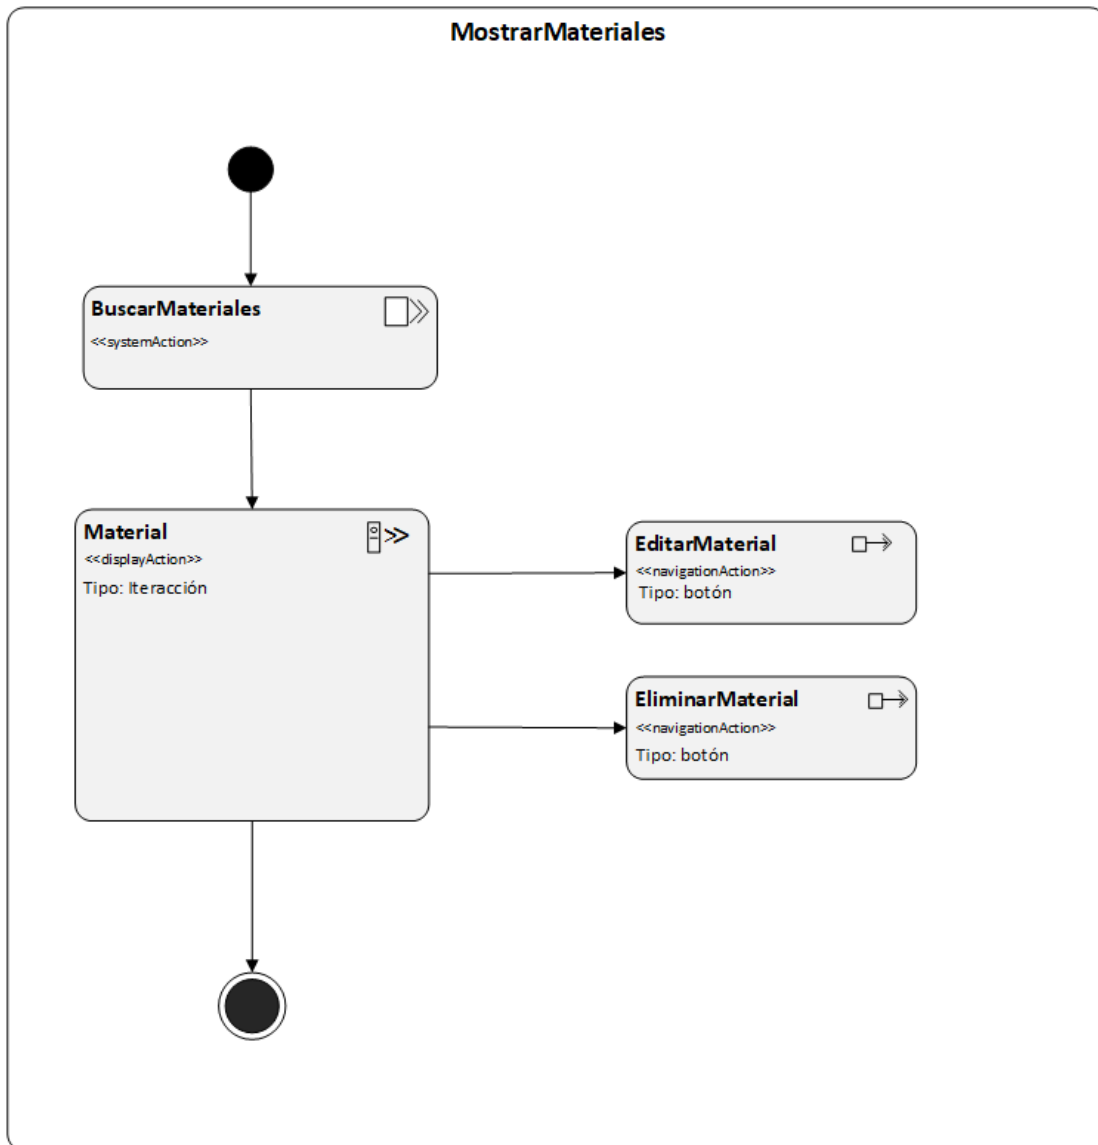 MostrarMateriales
BuscarMateriales
<<systemAction>>
Material
<<displayAction>>
Tipo: Iteracción
EditarMaterial
<<navigationAction>>
Tipo: botón
EliminarMaterial
<<navigationAction>>
Tipo: botón